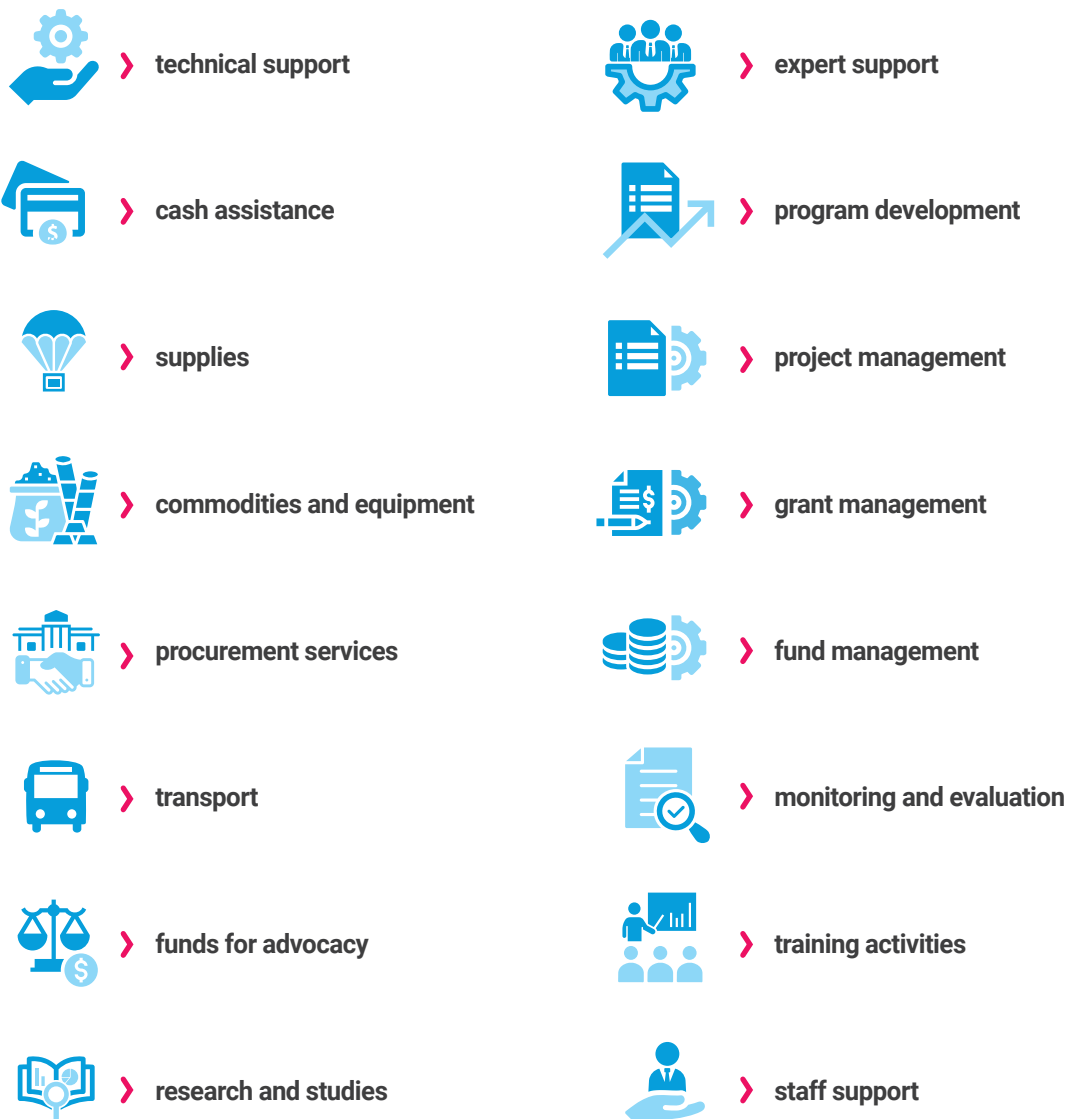 technical support
cash assistance
supplies
commodities and equipment
procurement services
transport
funds for advocacy
research and studies
expert support
program development
project management
grant management
fund management
monitoring and evaluation
training activities
staff support